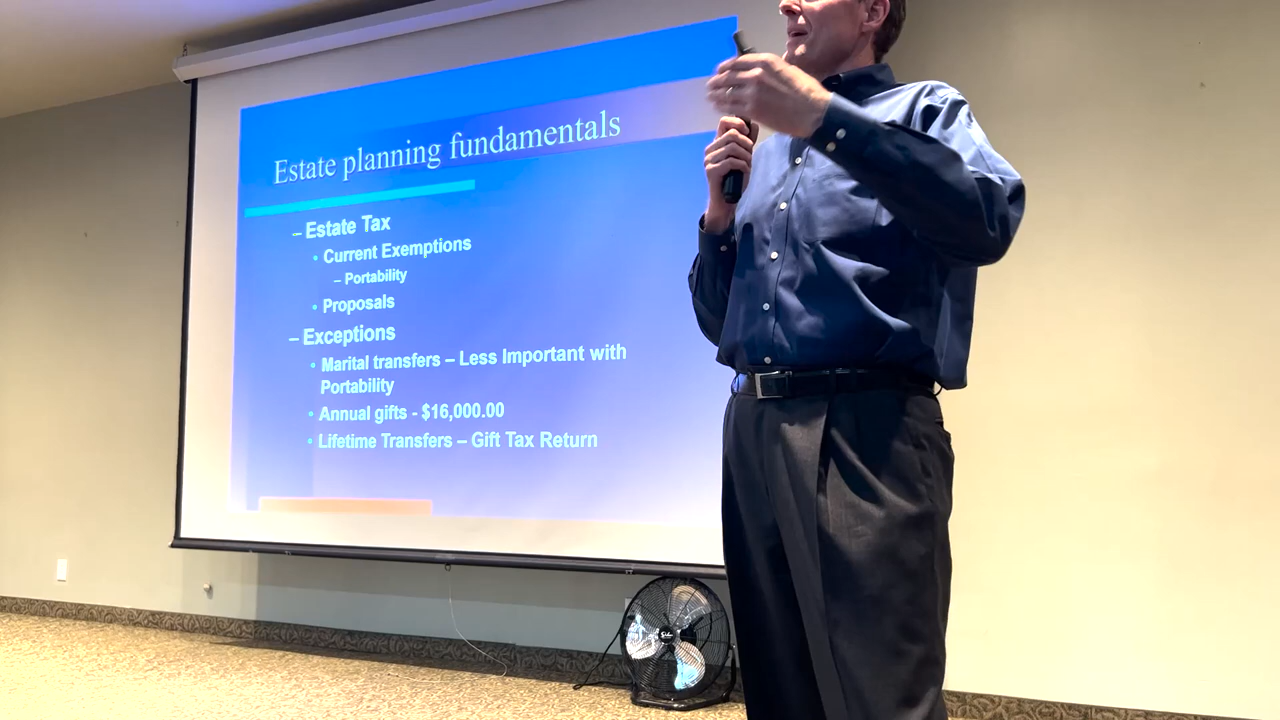 Estate planning fundamentals
– Estate Tax
• Current Exemptions
– Portability
• Proposals
– Exceptions
• Marital transfers – Less Important with
Portability
• Annual gifts - $16,000.00
• Lifetime Transfers – Gift Tax Return